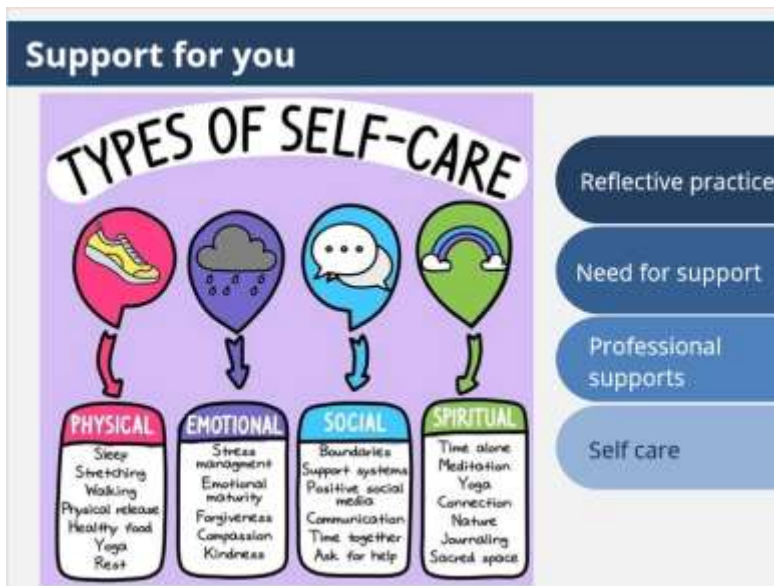 Support for you
TYPES OF SELF-CARE
PHYSICAL
Sleep
Stretching
Walking
Physical release
Healthy food
Yoga
Rest
EMOTIONAL
Stress
managment
Emotional
maturity
Forgiveness
Compassion
Kindness
SOCIAL
Boundaries
Support systems
Positive social
media
Communication
Time together
Ask for help
SPIRITUAL
Time alone
Meditation
Yoga
Connection
Nature
Journaling
Sacred space
Reflective practice
Need for support
Professional
supports
Self care